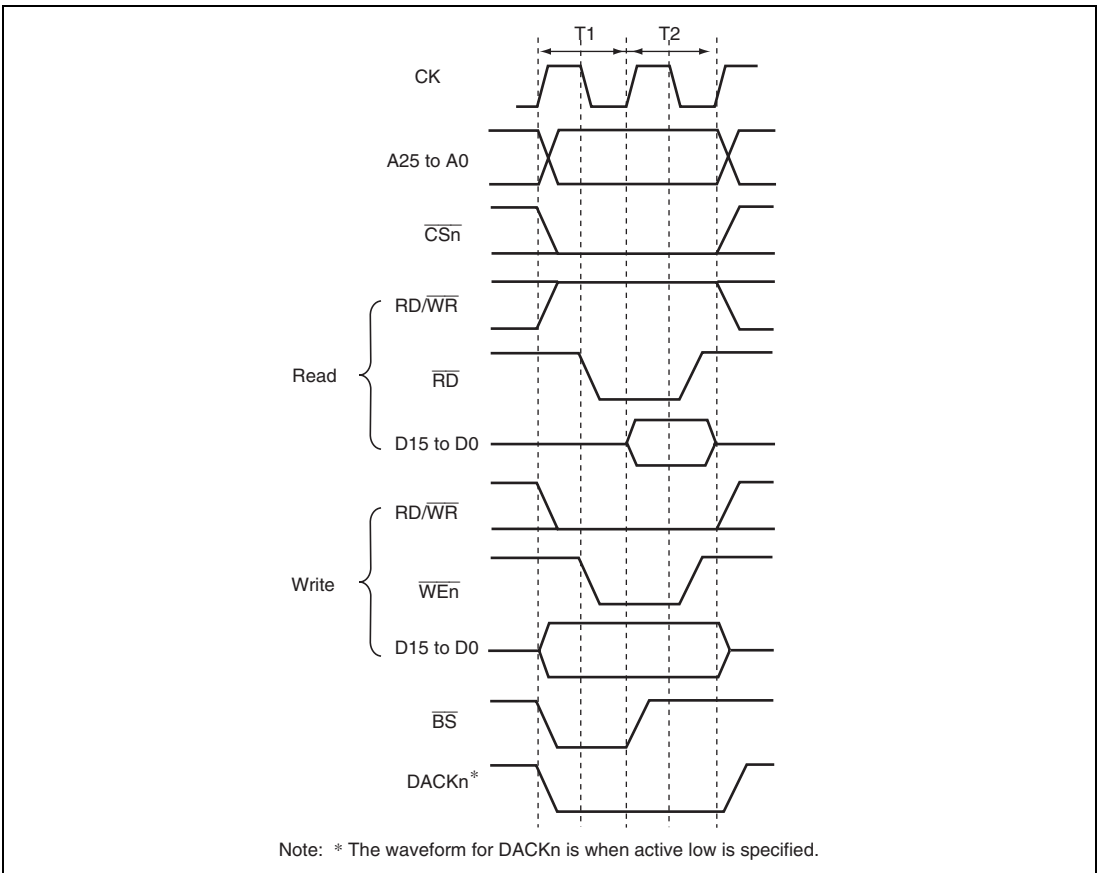 T1 T2
CK
A25 to A0
CSn
RD/WR
Read
RD
D15 to D0
RD/WR
Write
WEn
D15 to D0
BS
DACKn*
Note: * The waveform for DACKn is when active low is specified.